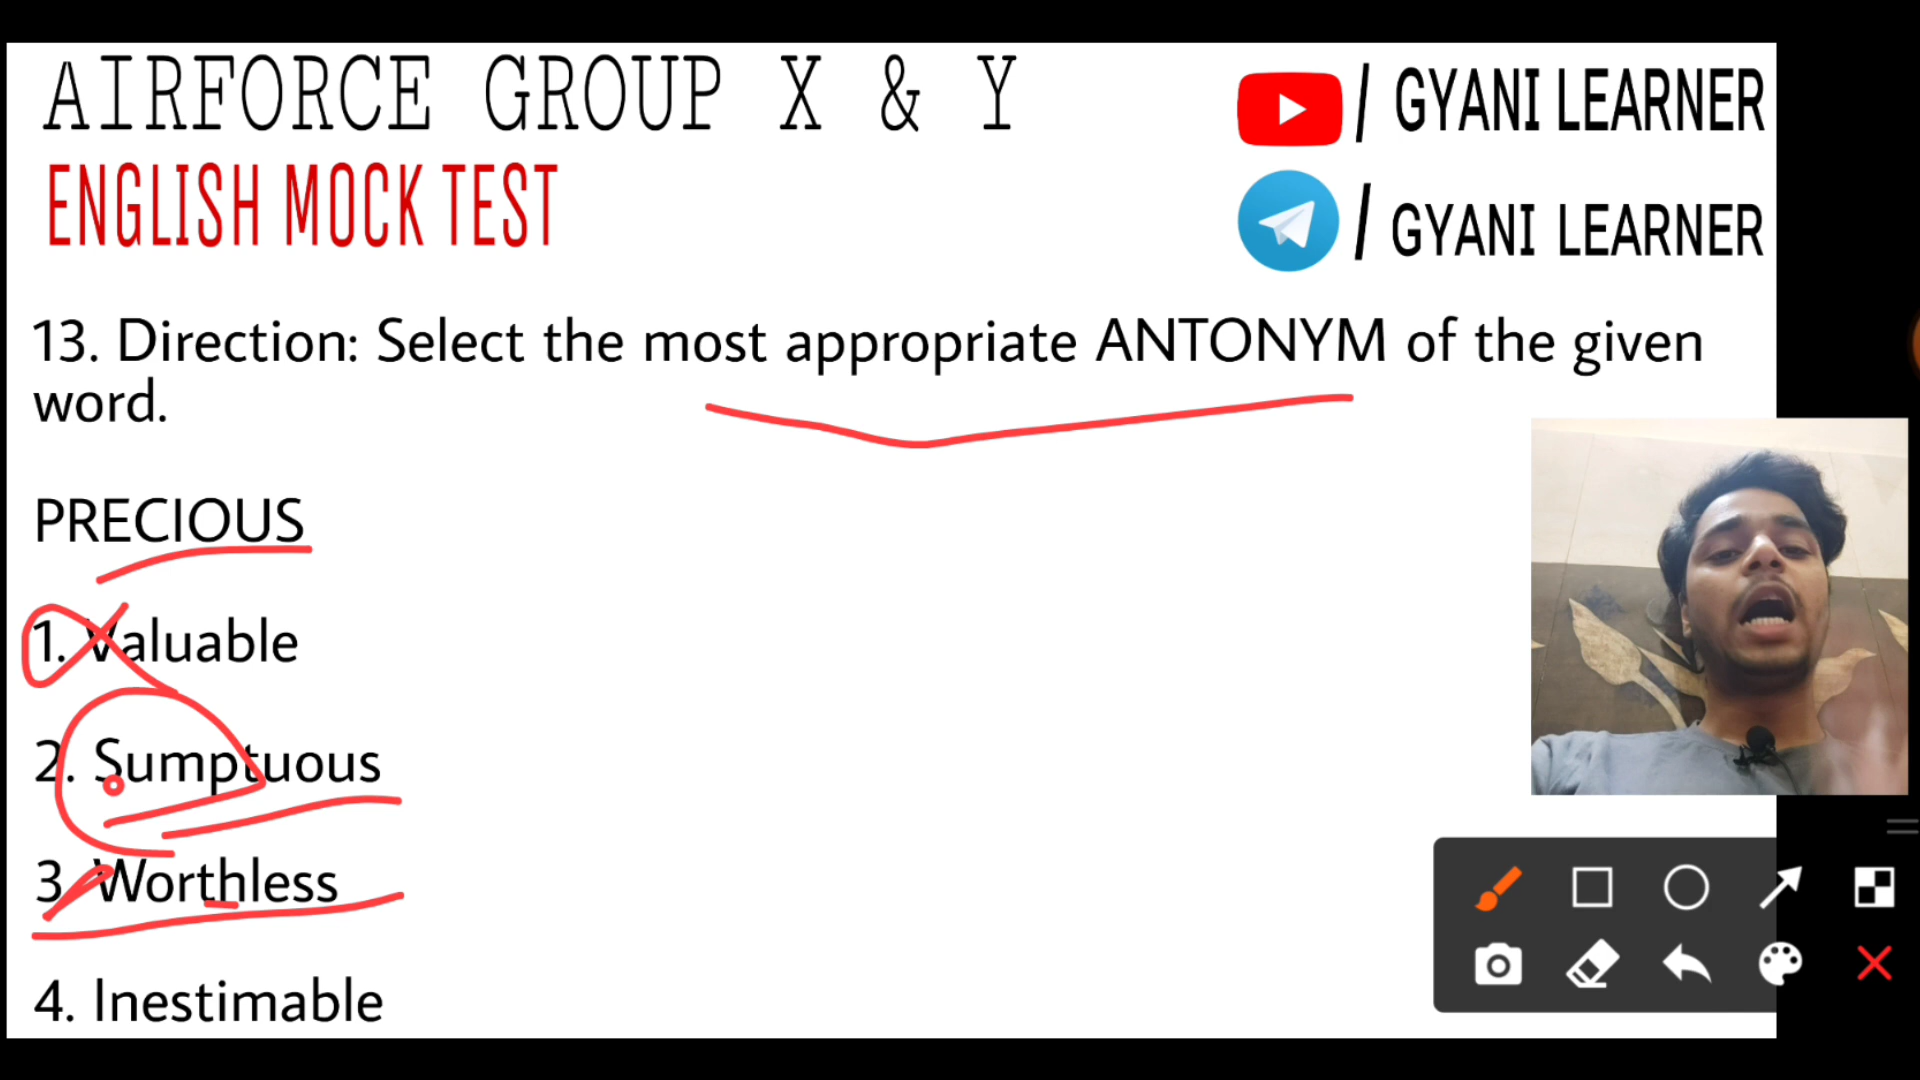 AIRFORCE GROUP X & Y
ENGLISH MOCK TEST
/ GYANI LEARNER
/ GYANI LEARNER
13. Direction: Select the most appropriate ANTONYM of the given
word.
PRECIOUS
1. Valuable
2. Sumptuous
3. Worthless
4. Inestimable